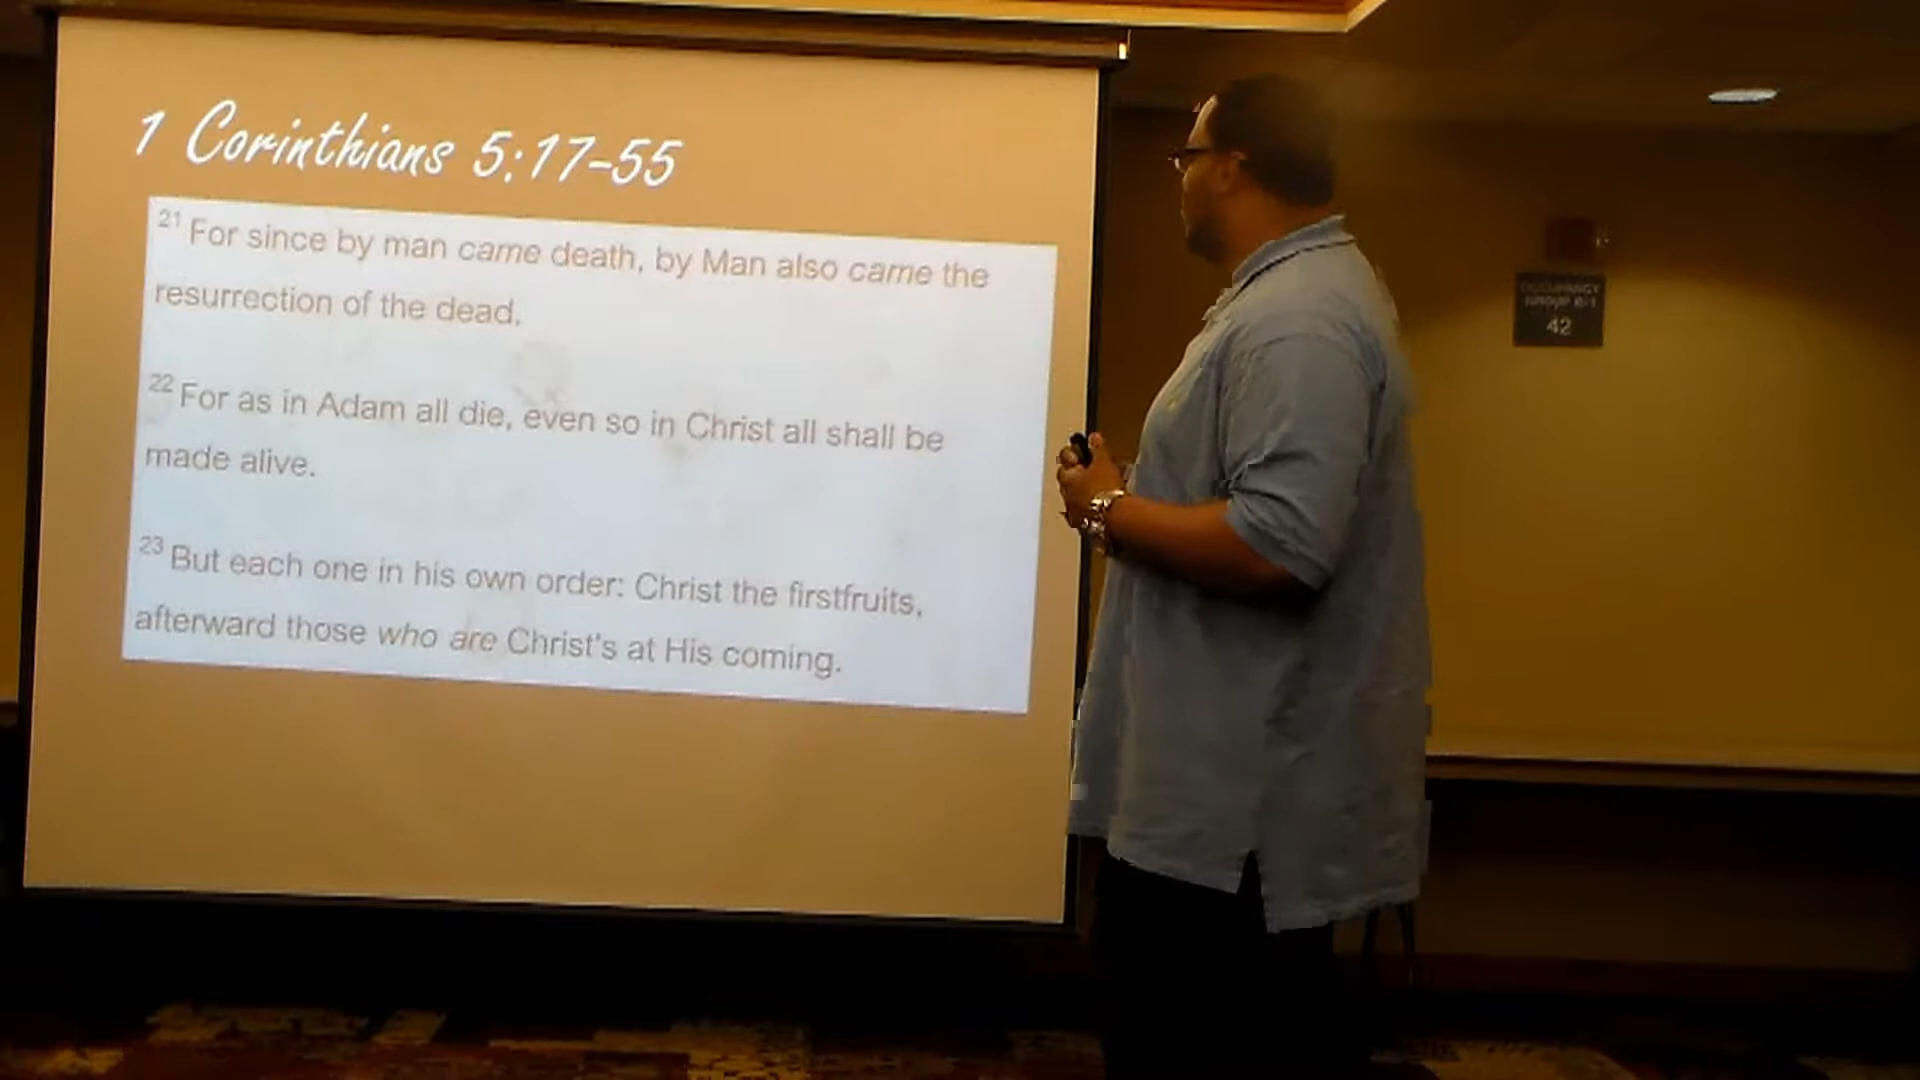 1 Corinthians 5:17-55
21 For since by man came death, by Man also came the
resurrection of the dead.
22 For as in Adam all die, even so in Christ all shall be
made alive.
23 But each one in his own order: Christ the firstfruits,
afterward those who are Christ's at His coming.
OCCUPANCY
GROUP
42